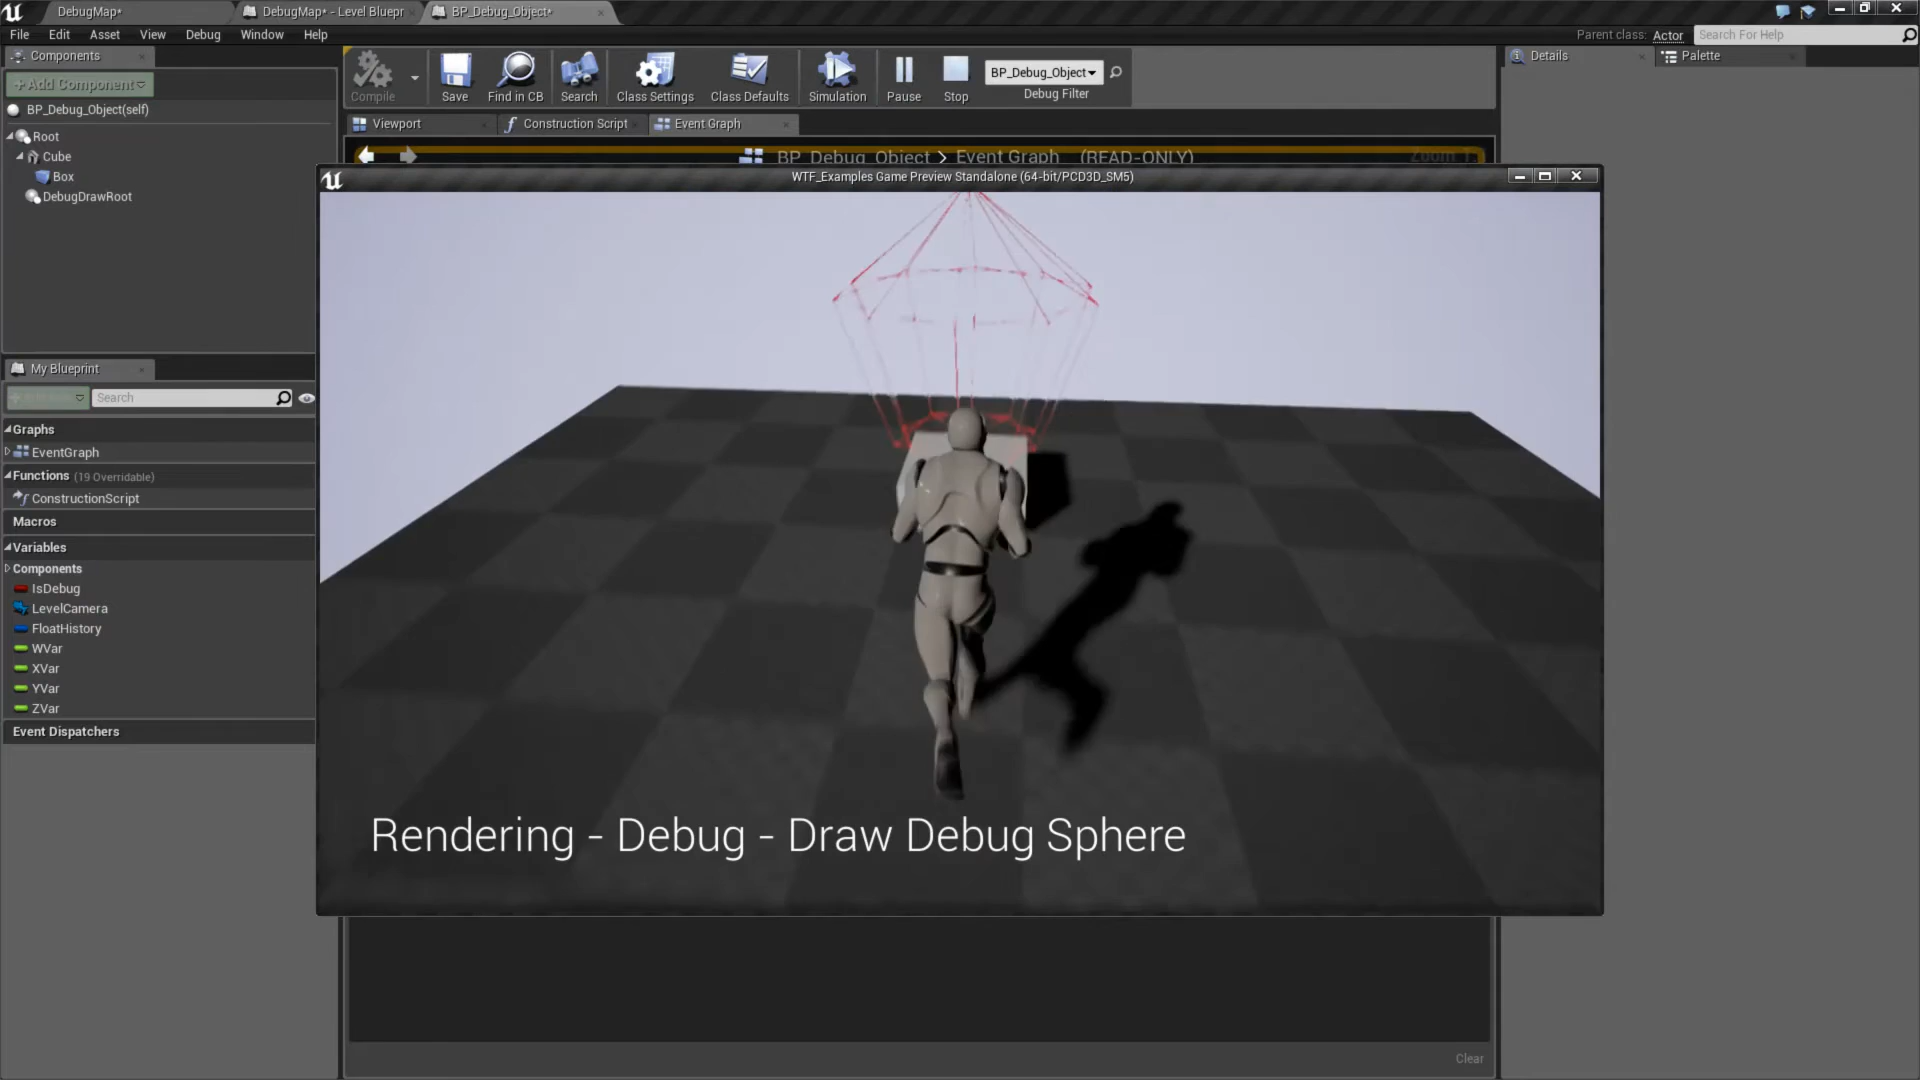 DebugMap*
DebugMap* - Level Bluepr
BP_Debug_Object*
File Edit Asset View Debug Window Help
Parent class: Actor
Search For Help
Components
Details
Palette
+Add Component
BP_Debug_Object(self)
Root
Cube
Box
DebugDrawRoot
Compile
Save
Find in CB
Search
Class Settings
Class Defaults
Simulation
Pause
Stop
BP_Debug_Object
Debug Filter
Viewport
Construction Script
Event Graph
BP_Debug_Object > Event Graph (READ-ONLY)
WTF_Examples Game Preview Standalone (64-bit/PCD3D_SM5)
My Blueprint
Search
Graphs
EventGraph
Functions (19 Overridable)
ConstructionScript
Macros
Variables
Components
IsDebug
LevelCamera
FloatHistory
WVar
XVar
YVar
ZVar
Event Dispatchers
Rendering - Debug - Draw Debug Sphere
Clear